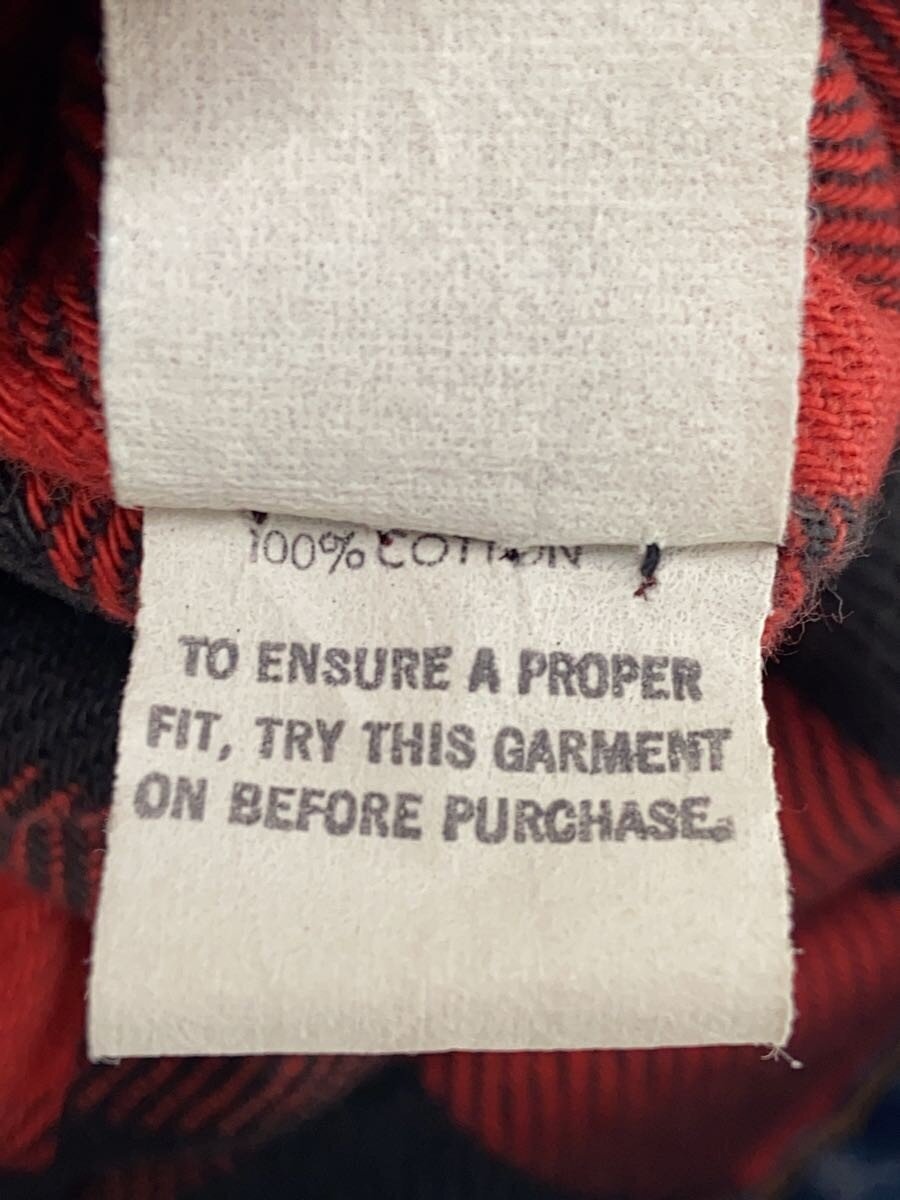 100% COTTON
TO ENSURE A PROPER
FIT, TRY THIS GARMENT
ON BEFORE PURCHASE.